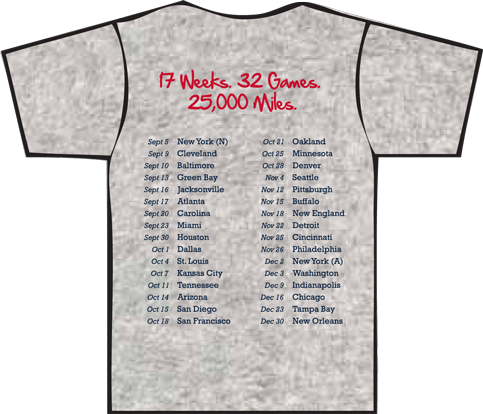 17 Weeks. 32 Games.
25,000 Miles.
Sept 5 New York (N)
Sept 9 Cleveland
Sept 10 Baltimore
Sept 13 Green Bay
Sept 16 Jacksonville
Sept 17 Atlanta
Sept 20 Carolina
Sept 23 Miami
Sept 30 Houston
Oct 1 Dallas
Oct 4 St. Louis
Oct 7 Kansas City
Oct 11 Tennessee
Oct 14 Arizona
Oct 15 San Diego
Oct 18 San Francisco
Oct 21 Oakland
Oct 25 Minnesota
Oct 28 Denver
Nov 4 Seattle
Nov 12 Pittsburgh
Nov 15 Buffalo
Nov 18 New England
Nov 22 Detroit
Nov 25 Cincinnati
Nov 26 Philadelphia
Dec 2 New York (A)
Dec 3 Washington
Dec 9 Indianapolis
Dec 16 Chicago
Dec 23 Tampa Bay
Dec 30 New Orleans